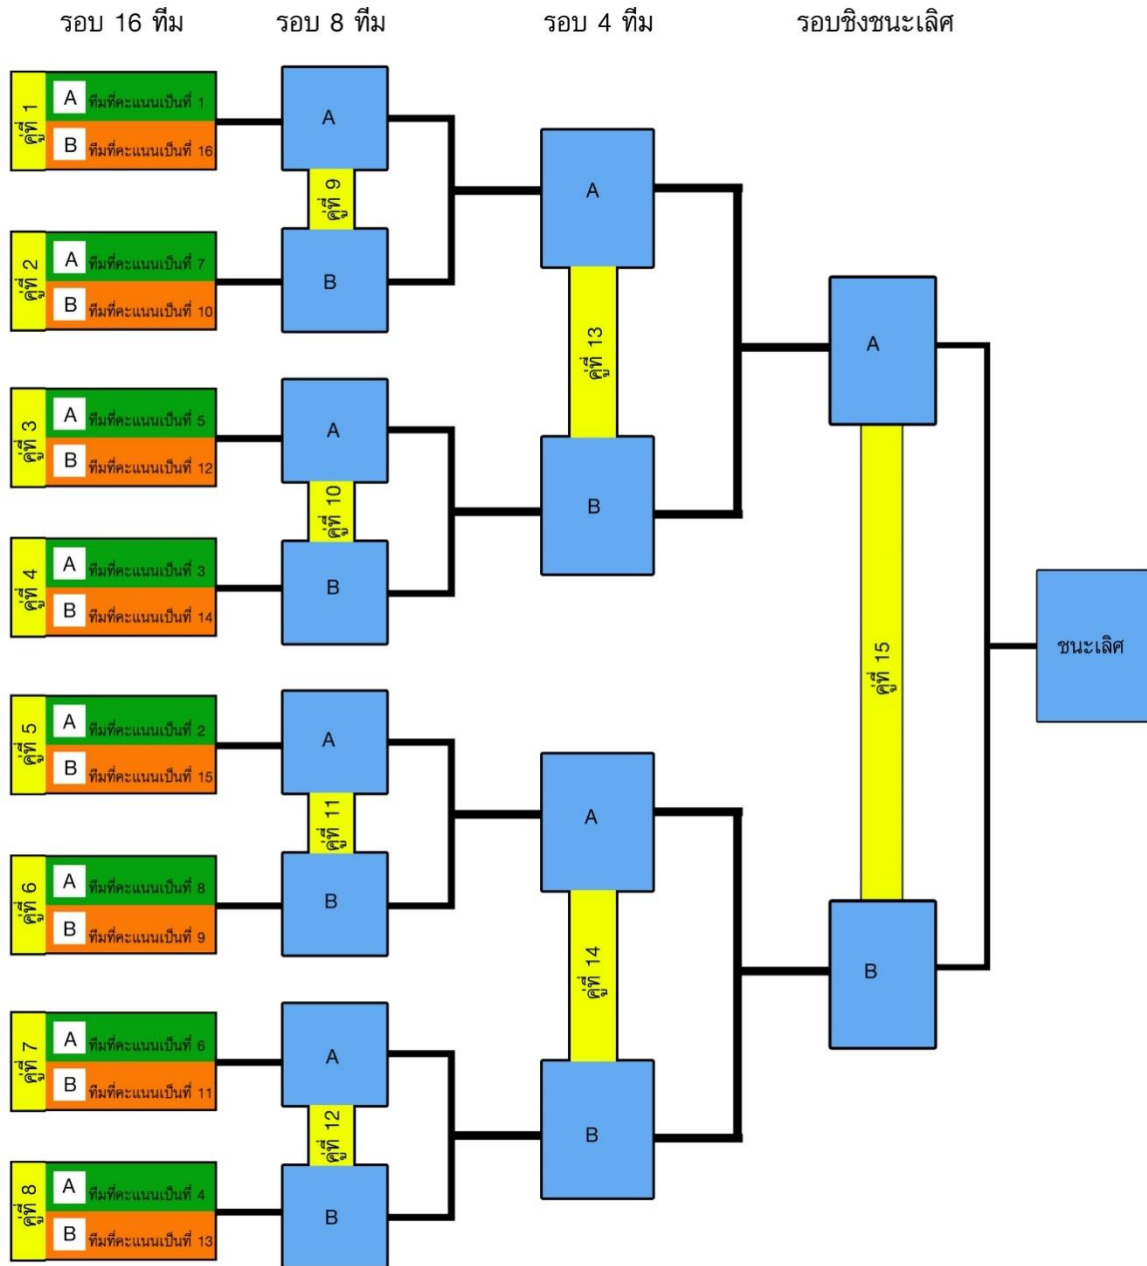 รอบ 16 ทีม รอบ 8 ทีม รอบ 4 ทีม รอบชิงชนะเลิศ
คู่ที่ 1
A ทีมที่คะแนนเป็นที่ 1
B ทีมที่คะแนนเป็นที่ 16
คู่ที่ 2
A ทีมที่คะแนนเป็นที่ 7
B ทีมที่คะแนนเป็นที่ 10
คู่ที่ 3
A ทีมที่คะแนนเป็นที่ 5
B ทีมที่คะแนนเป็นที่ 12
คู่ที่ 4
A ทีมที่คะแนนเป็นที่ 3
B ทีมที่คะแนนเป็นที่ 14
คู่ที่ 5
A ทีมที่คะแนนเป็นที่ 2
B ทีมที่คะแนนเป็นที่ 15
คู่ที่ 6
A ทีมที่คะแนนเป็นที่ 8
B ทีมที่คะแนนเป็นที่ 9
คู่ที่ 7
A ทีมที่คะแนนเป็นที่ 6
B ทีมที่คะแนนเป็นที่ 11
คู่ที่ 8
A ทีมที่คะแนนเป็นที่ 4
B ทีมที่คะแนนเป็นที่ 13
A
คู่ที่ 9
B
A
คู่ที่ 10
B
A
คู่ที่ 11
B
A
คู่ที่ 12
B
A
คู่ที่ 13
B
A
คู่ที่ 14
B
A
คู่ที่ 15
B
ชนะเลิศ